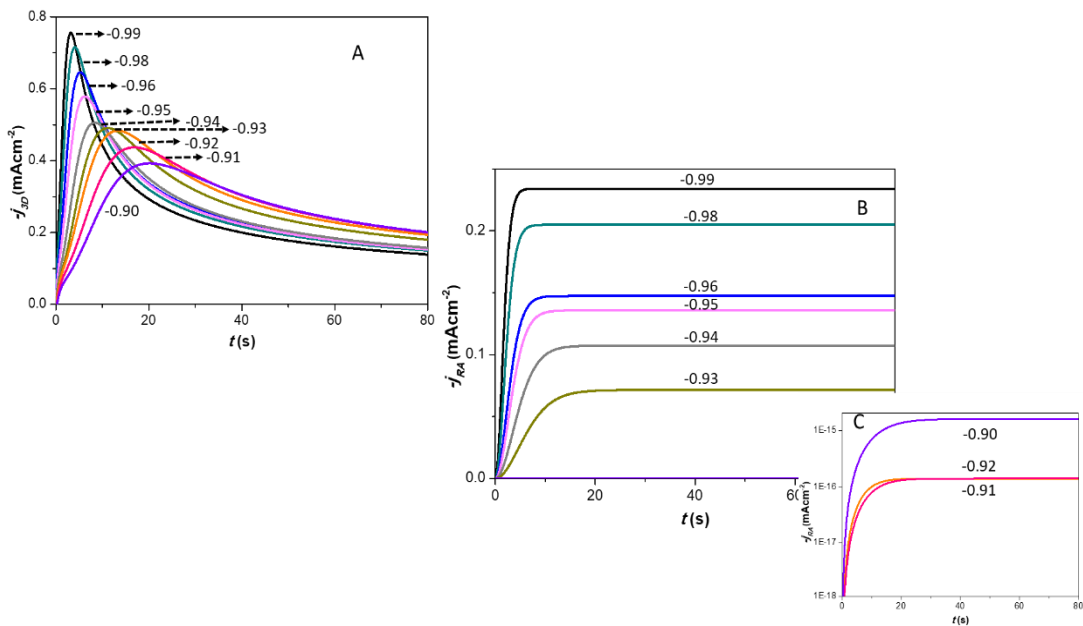 A
-0.99
-0.98
-0.96
-0.95
-0.94
-0.93
-0.92
-0.91
-0.90
-j3D (mAcm-2)
0.8
0.6
0.4
0.2
0.0
0 20 40 60 80
t (s)
B
-0.99
-0.98
-0.96
-0.95
-0.94
-0.93
-jRA (mAcm-2)
0.2
0.1
0.0
0 20 40 60
t (s)
C
-0.90
-0.92
-0.91
-jRA (mAcm-2)
1E-15
1E-16
1E-17
1E-18
0 20 40 60 80
t (s)